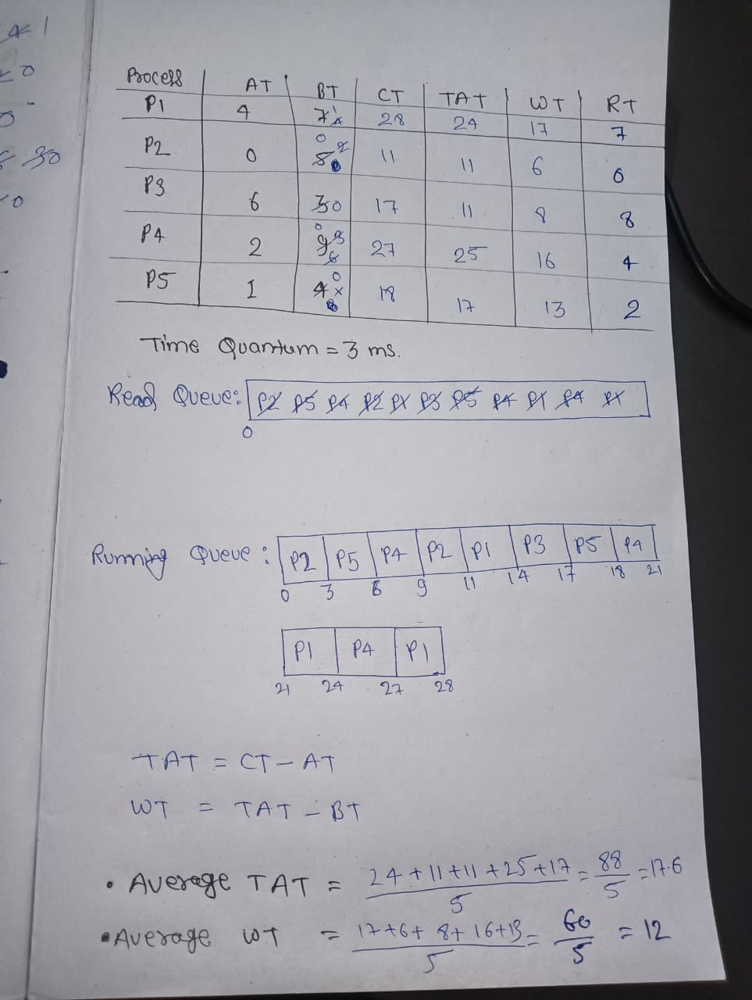 Process AT BT CT TAT WT RT
P1 4 7 28 24 17 7
P2 0 11 11 6 0
P3 6 3 0 17 11 8 8
P4 2 9 27 25 16 4
P5 1 4 18 17 13 2
Time Quantum = 3 ms.
Read Queue: P2 P5 P4 P2 P1 P3 P5 P4 P1 P4 P1
0
Running Queue: P2 P5 P4 P2 P1 P3 P5 P4
0 3 6 9 11 14 17 18 21
P1 P4 P1
21 24 27 28
TAT = CT - AT
WT = TAT - BT
• Average TAT = 24+11+11+25+17/5 = 88/5 = 17.6
• Average WT = 17+6+8+16+13/5 = 60/5 = 12
30